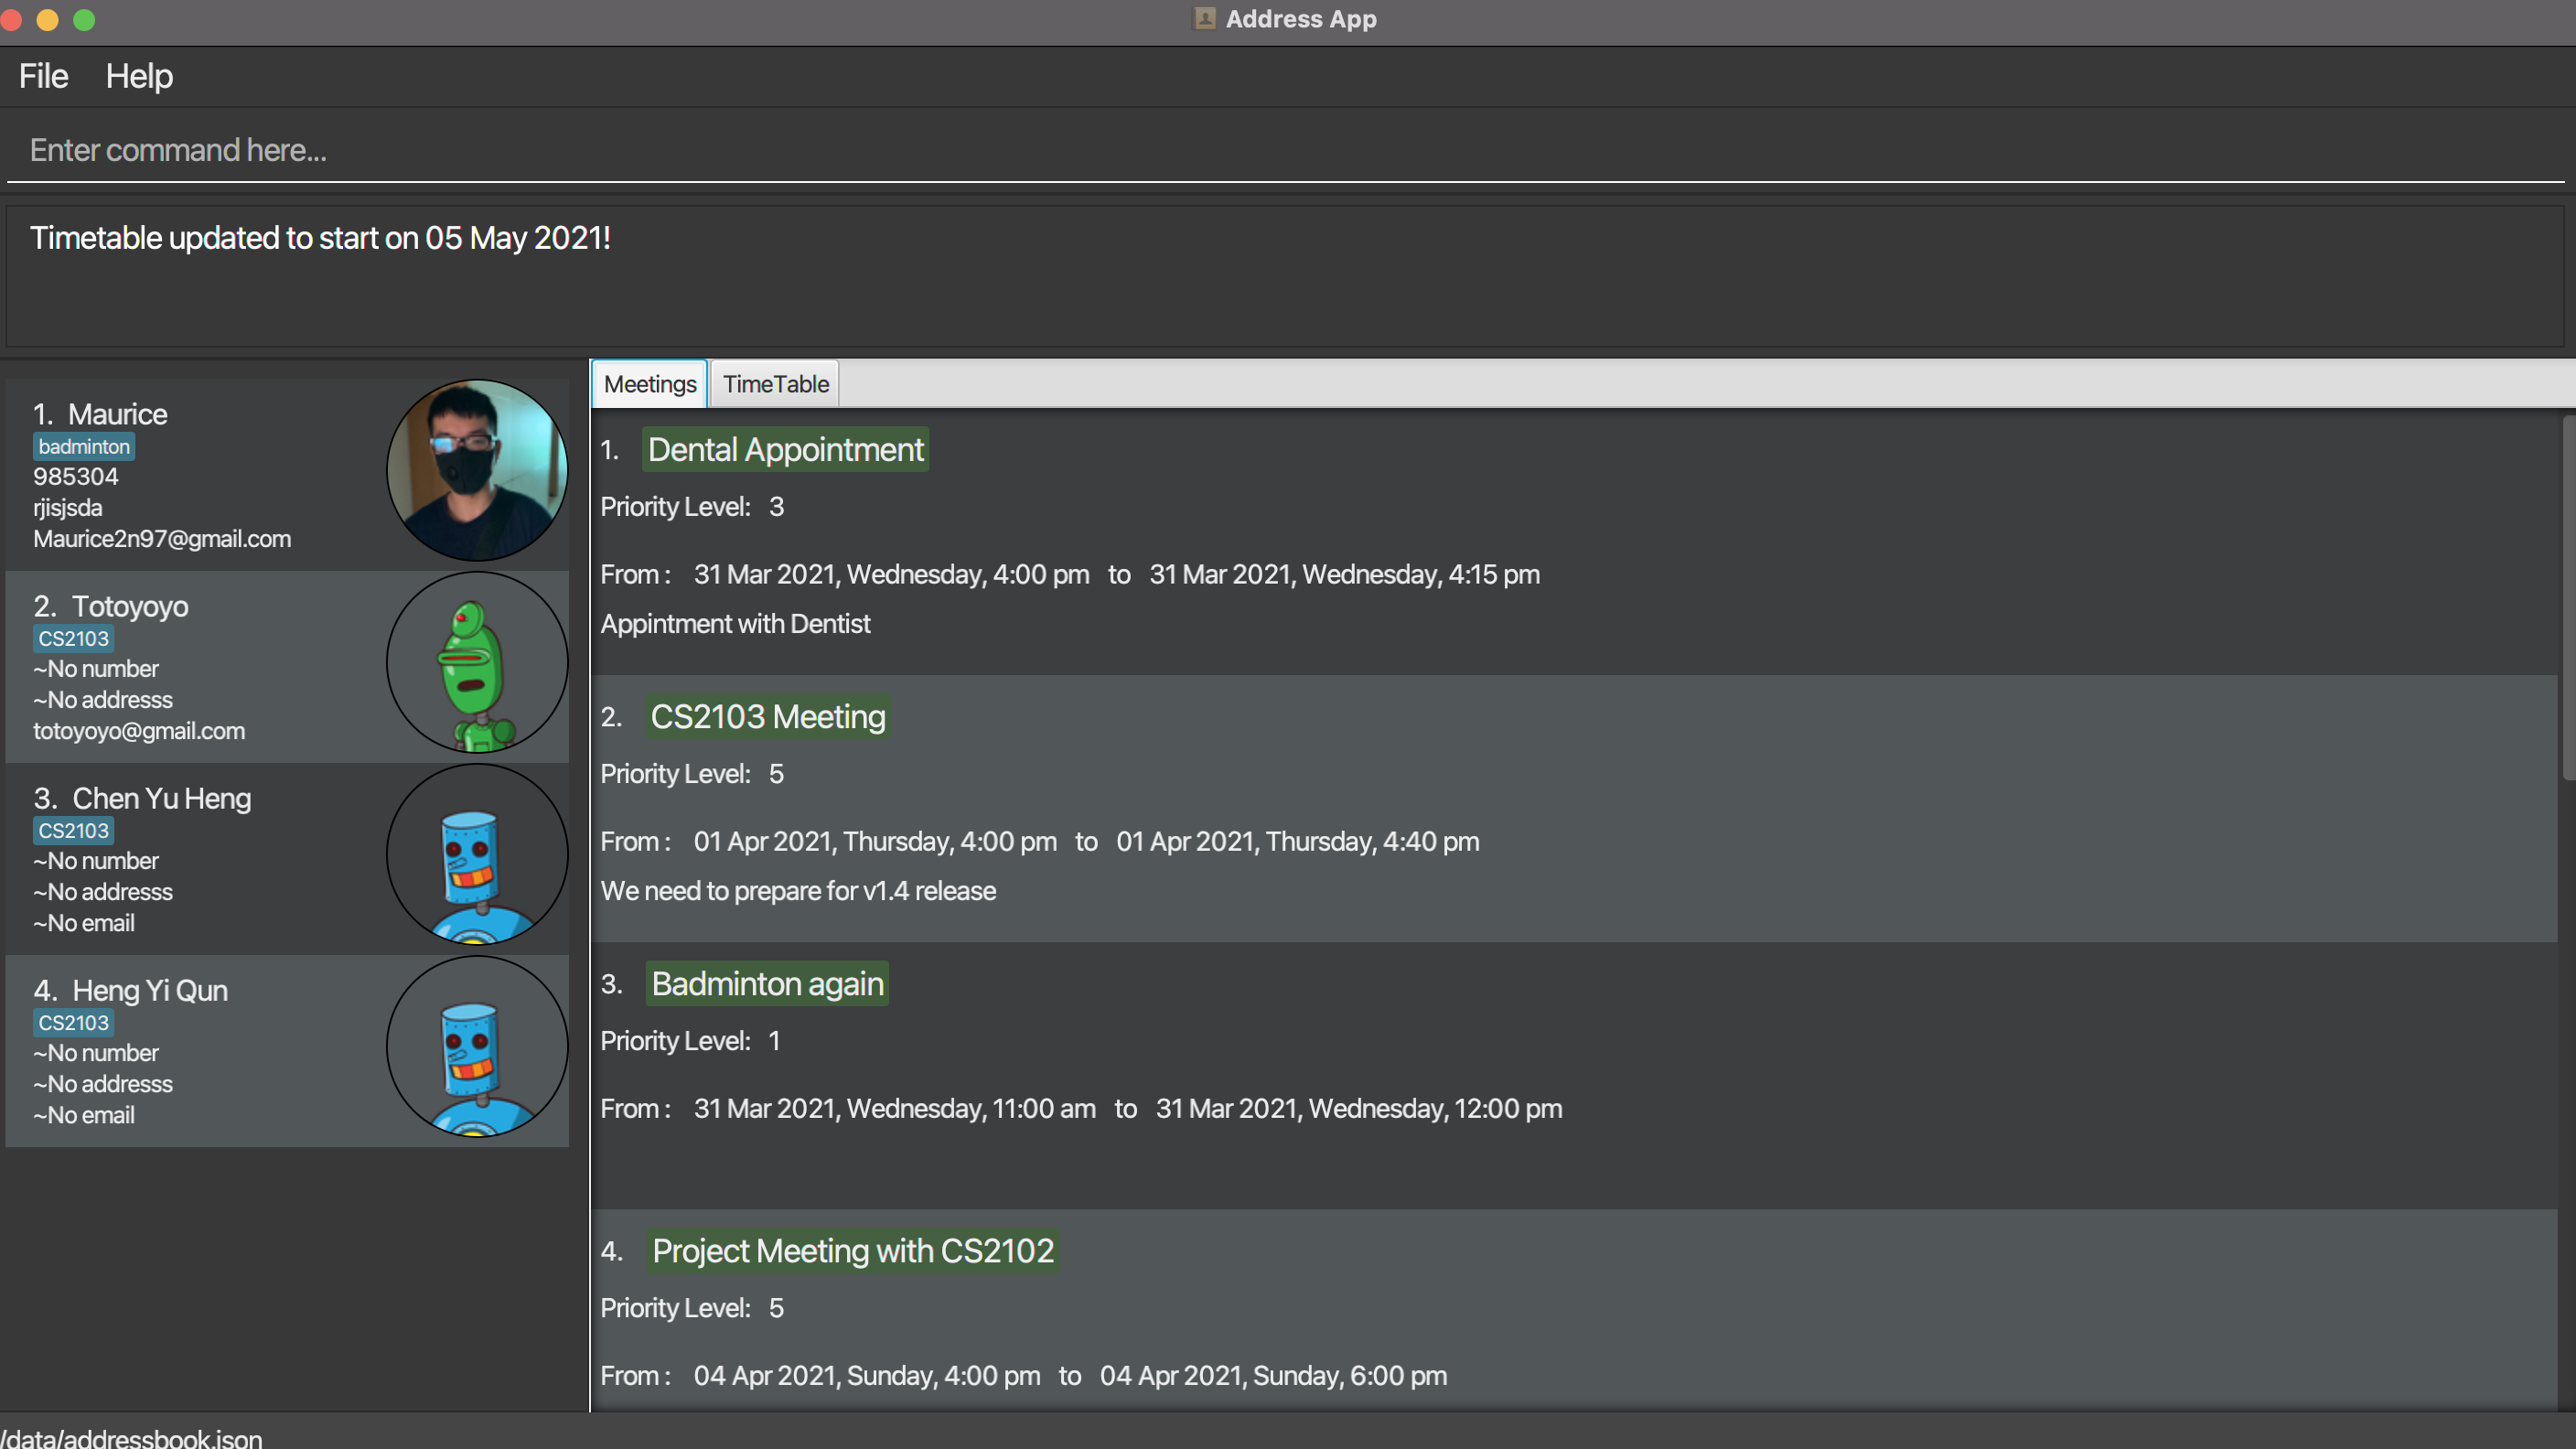 Address App
File Help
Enter command here...
Timetable updated to start on 05 May 2021!
1. Maurice
badminton
985304
rjisjsda
Maurice2n97@gmail.com
2. Totoyoyo
CS2103
~No number
~No addresss
totoyoyo@gmail.com
3. Chen Yu Heng
CS2103
~No number
~No addresss
~No email
4. Heng Yi Qun
CS2103
~No number
~No addresss
~No email
Meetings TimeTable
1. Dental Appointment
Priority Level: 3
From : 31 Mar 2021, Wednesday, 4:00 pm to 31 Mar 2021, Wednesday, 4:15 pm
Appintment with Dentist
2. CS2103 Meeting
Priority Level: 5
From : 01 Apr 2021, Thursday, 4:00 pm to 01 Apr 2021, Thursday, 4:40 pm
We need to prepare for v1.4 release
3. Badminton again
Priority Level: 1
From : 31 Mar 2021, Wednesday, 11:00 am to 31 Mar 2021, Wednesday, 12:00 pm
4. Project Meeting with CS2102
Priority Level: 5
From : 04 Apr 2021, Sunday, 4:00 pm to 04 Apr 2021, Sunday, 6:00 pm
/data/addressbook.json